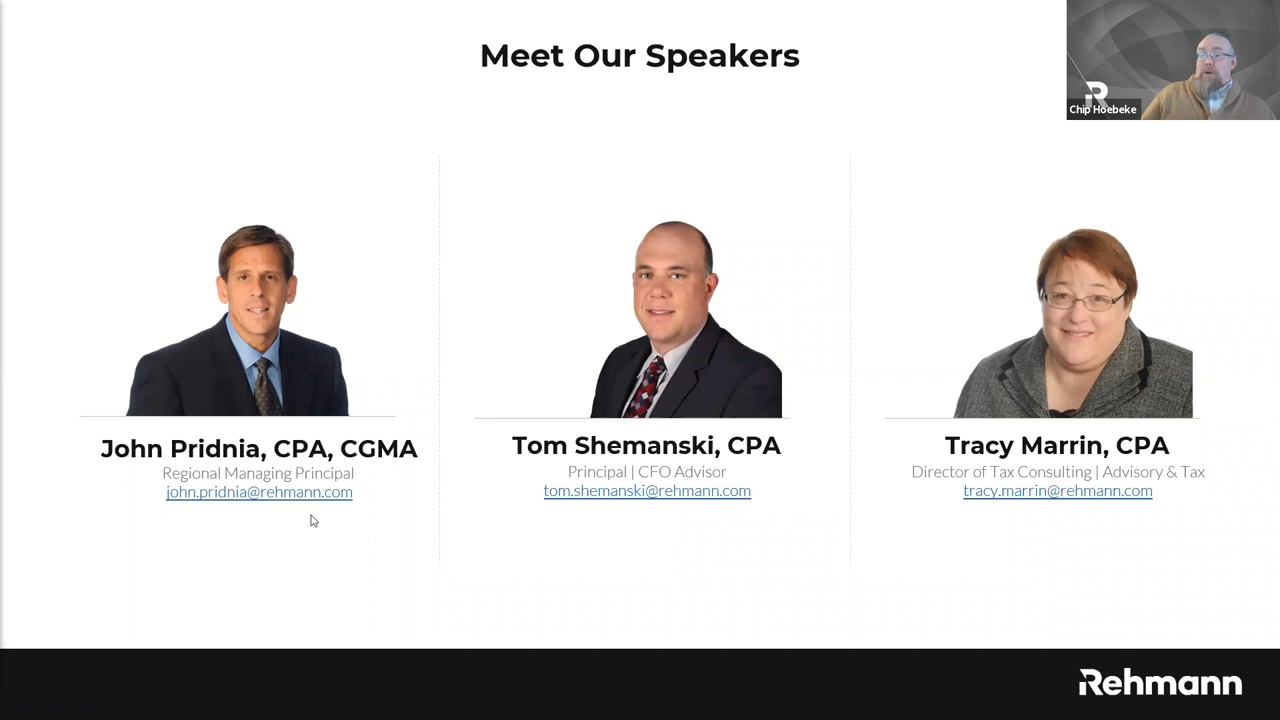 Meet Our Speakers
Chip Hoebeke
John Pridnia, CPA, CGMA
Regional Managing Principal
john.pridnia@rehmann.com
Tom Shemanski, CPA
Principal | CFO Advisor
tom.shemanski@rehmann.com
Tracy Marrin, CPA
Director of Tax Consulting | Advisory & Tax
tracy.marrin@rehmann.com
Rehmann